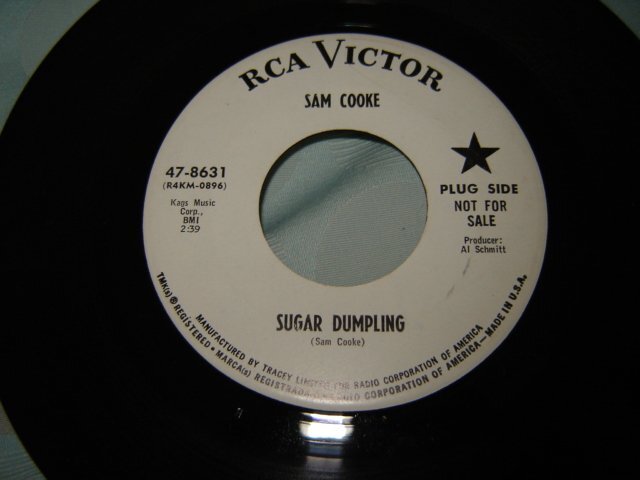 RCA VICTOR
SAM COOKE
47-8631
(R4KM-0896)
Kags Music
Corp.,
BMI
2:39
★
PLUG SIDE
NOT FOR
SALE
Producer:
Al Schmitt
SUGAR DUMPLING
(Sam Cooke)
TMK(s) ® REGISTERED • MARCA(s) REGISTRADA RADIO CORPORATION OF AMERICA—MADE IN U.S.A.
MANUFACTURED BY TRACEY LIMITED FOR RADIO CORPORATION OF AMERICA